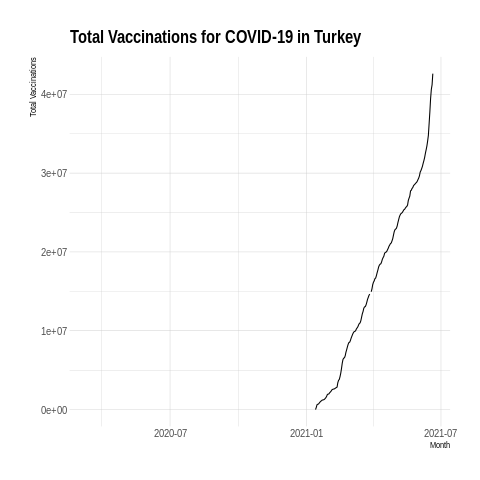 Total Vaccinations for COVID-19 in Turkey
Total Vaccinations
4e+07
3e+07
2e+07
1e+07
0e+00
2020-07
2021-01
2021-07
Month